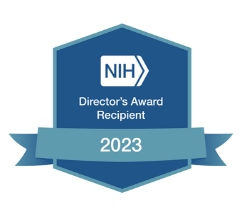 NIH
Director's Award
Recipient
2023